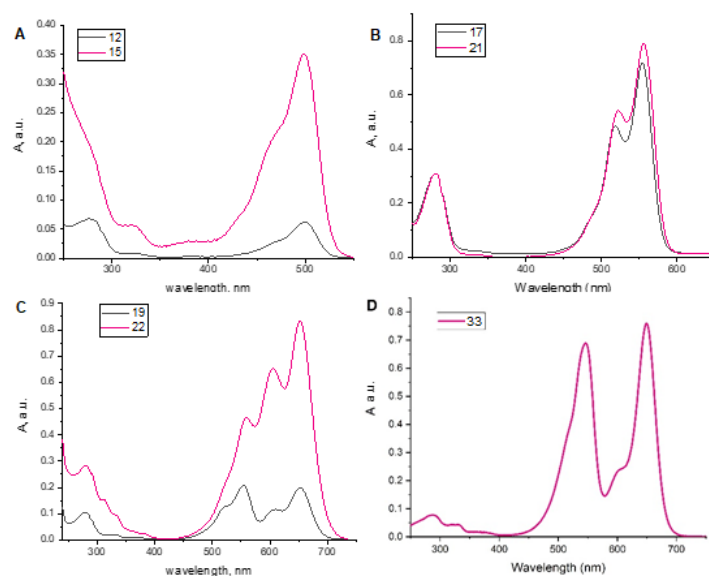 A
12
15
0.40
0.35
0.30
0.25
0.20
0.15
0.10
0.05
0.00
A, a.u.
300 400 500
wavelength, nm
B
17
21
0.8
0.6
0.4
0.2
0.0
A, a.u.
300 400 500 600
Wavelength (nm)
C
19
22
0.9
0.8
0.7
0.6
0.5
0.4
0.3
0.2
0.1
0.0
A, a.u.
300 400 500 600 700
wavelength, nm
D
33
0.8
0.7
0.6
0.5
0.4
0.3
0.2
0.1
0.0
A, a.u.
300 400 500 600 700
Wavelength (nm)